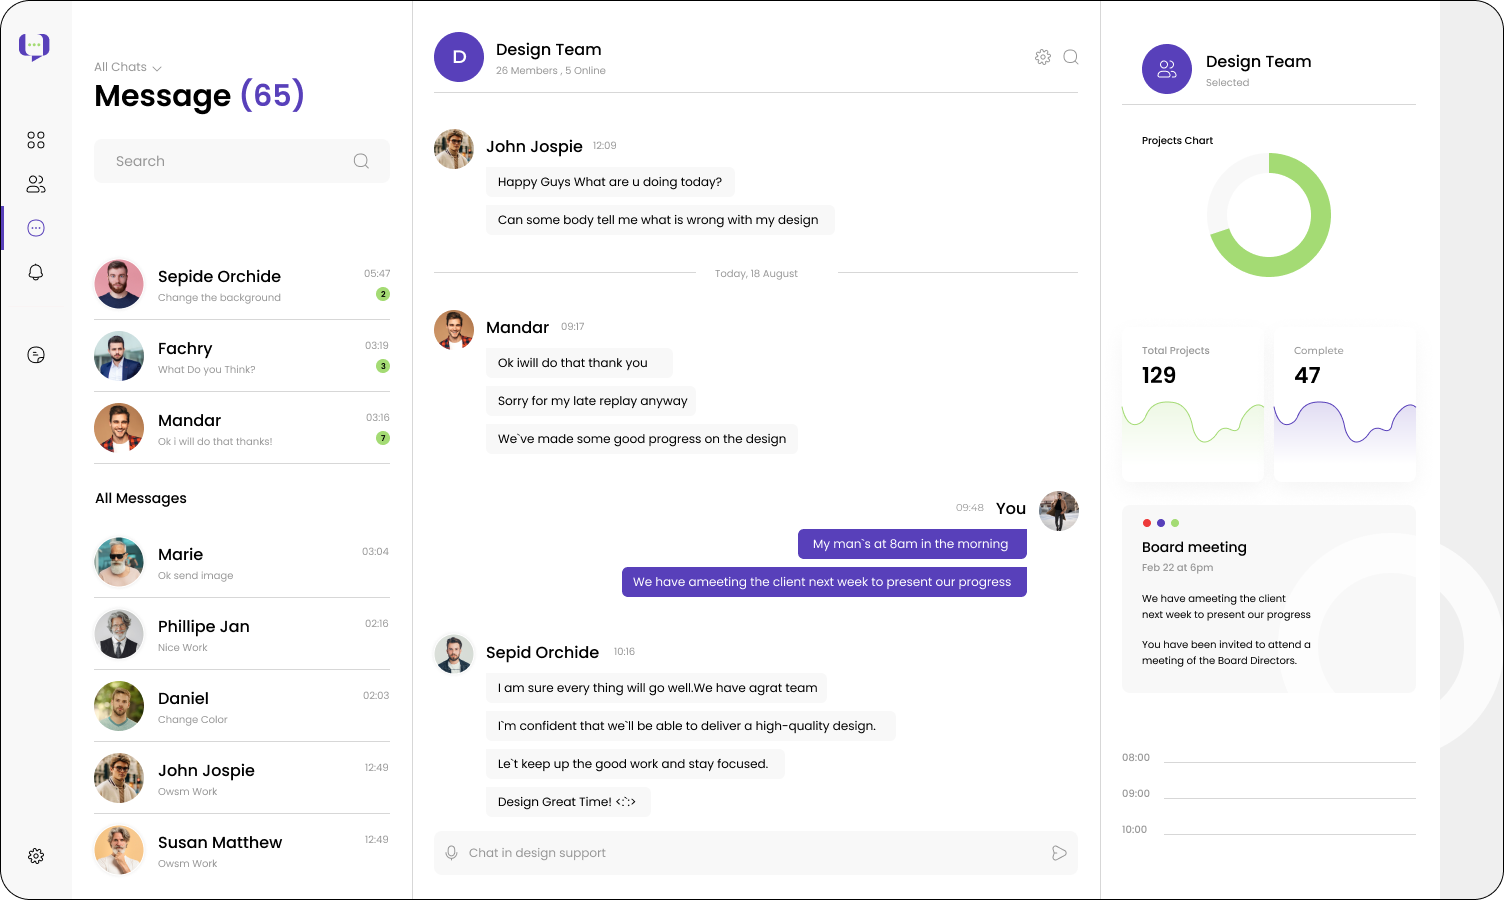 All Chats
Message (65)
Search
Sepide Orchide
05:47
Change the background
2
Fachry
03:19
What Do you Think?
3
Mandar
03:16
Ok i will do that thanks!
7
All Messages
Marie
03:04
Ok send image
Phillipe Jan
02:16
Nice Work
Daniel
02:03
Change Color
John Jospie
12:49
Owsm Work
Susan Matthew
12:49
Owsm Work
D
Design Team
26 Members , 5 Online
John Jospie
12:09
Happy Guys What are u doing today?
Can some body tell me what is wrong with my design
Today, 18 August
Mandar
09:17
Ok iwill do that thank you
Sorry for my late replay anyway
We`ve made some good progress on the design
09:48
You
My man`s at 8am in the morning
We have ameeting the client next week to present our progress
Sepid Orchide
10:16
I am sure every thing will go well.We have agrat team
I`m confident that we`ll be able to deliver a high-quality design.
Le`t keep up the good work and stay focused.
Design Great Time! <:`:>
Chat in design support
Design Team
Selected
Projects Chart
Total Projects
129
Complete
47
Board meeting
Feb 22 at 6pm
We have ameeting the client
next week to present our progress
You have been invited to attend a
meeting of the Board Directors.
08:00
09:00
10:00